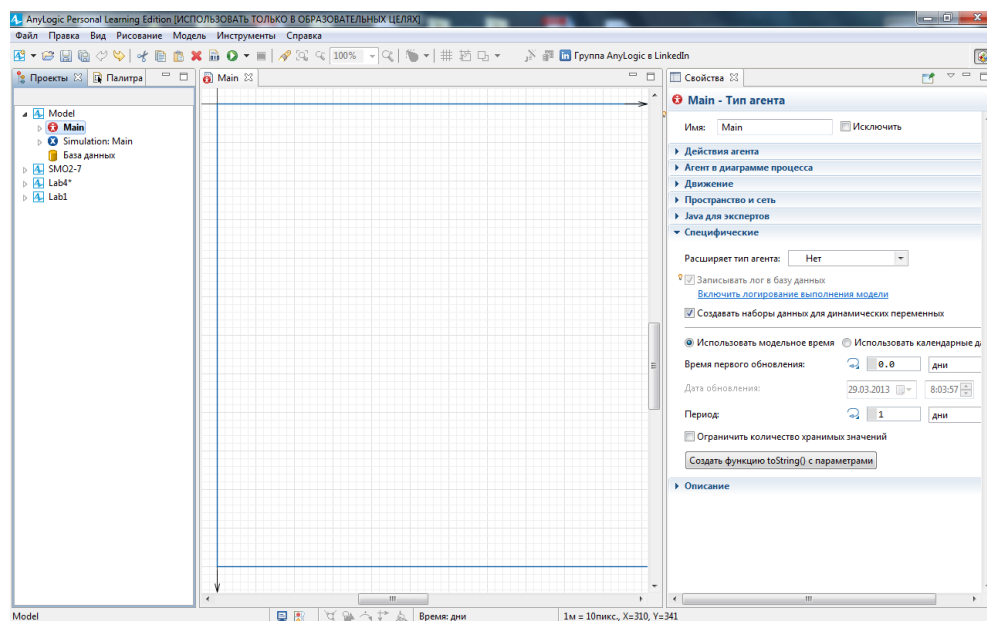 AnyLogic Personal Learning Edition [ИСПОЛЬЗОВАТЬ ТОЛЬКО В ОБРАЗОВАТЕЛЬНЫХ ЦЕЛЯХ]
Файл Правка Вид Рисование Модель Инструменты Справка
100% Группа AnyLogic в LinkedIn
Проекты Палитра
Main
Свойства
Model
Main
Simulation: Main
База данных
SMO2-7
Lab4*
Lab1
Main - Тип агента
Имя: Main Исключить
Действия агента
Агент в диаграмме процесса
Движение
Пространство и сеть
Java для экспертов
Специфические
Расширяет тип агента: Нет
Записывать лог в базу данных
Включить логирование выполнения модели
Создавать наборы данных для динамических переменных
Использовать модельное время Использовать календарные д
Время первого обновления: 0.0 дни
Дата обновления: 29.03.2013 8:03:57
Период: 1 дни
Ограничить количество хранимых значений
Создать функцию toString() с параметрами
Описание
Model Время: дни 1м = 10пикс., X=310, Y=341